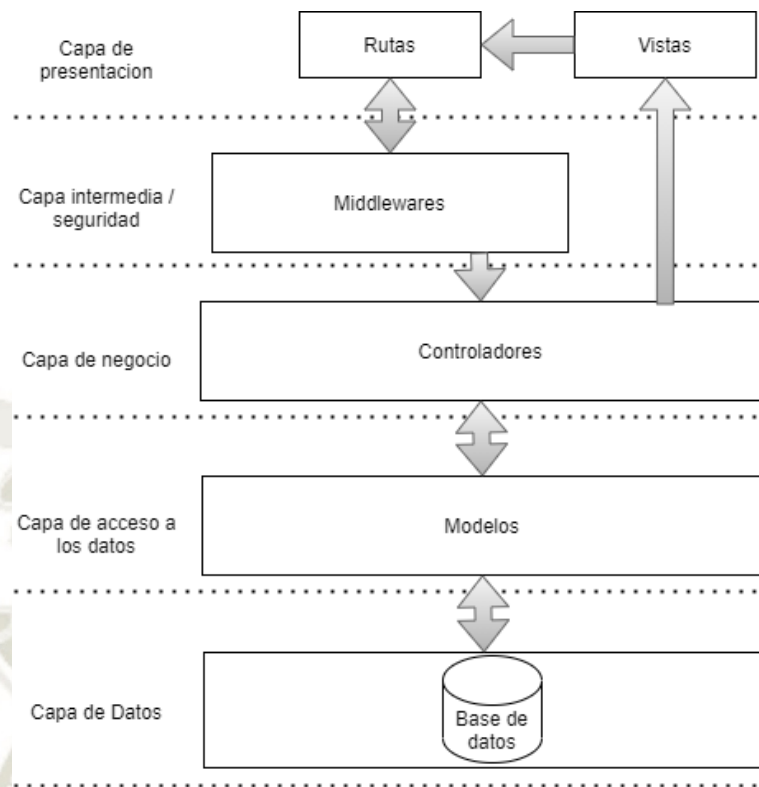 Capa de
presentacion
Rutas
Vistas
Capa intermedia /
seguridad
Middlewares
Capa de negocio
Controladores
Capa de acceso a
los datos
Modelos
Capa de Datos
Base de
datos